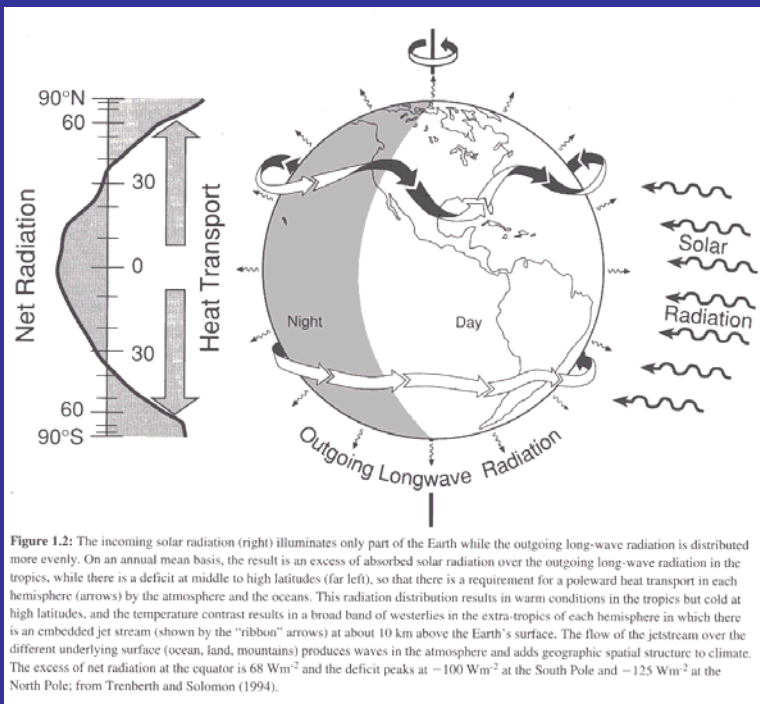 90°N
60
30
0
30
60
90°S
Net Radiation
Heat Transport
Night
Day
Solar
Radiation
Outgoing Longwave Radiation
Figure 1.2: The incoming solar radiation (right) illuminates only part of the Earth while the outgoing long-wave radiation is distributed
more evenly. On an annual mean basis, the result is an excess of absorbed solar radiation over the outgoing long-wave radiation in the
tropics, while there is a deficit at middle to high latitudes (far left), so that there is a requirement for a poleward heat transport in each
hemisphere (arrows) by the atmosphere and the oceans. This radiation distribution results in warm conditions in the tropics but cold at
high latitudes, and the temperature contrast results in a broad band of westerlies in the extra-tropics of each hemisphere in which there
is an embedded jet stream (shown by the "ribbon" arrows) at about 10 km above the Earth's surface. The flow of the jetstream over the
different underlying surface (ocean, land, mountains) produces waves in the atmosphere and adds geographic spatial structure to climate.
The excess of net radiation at the equator is 68 Wm⁻² and the deficit peaks at −100 Wm⁻² at the South Pole and −125 Wm⁻² at the
North Pole; from Trenberth and Solomon (1994).